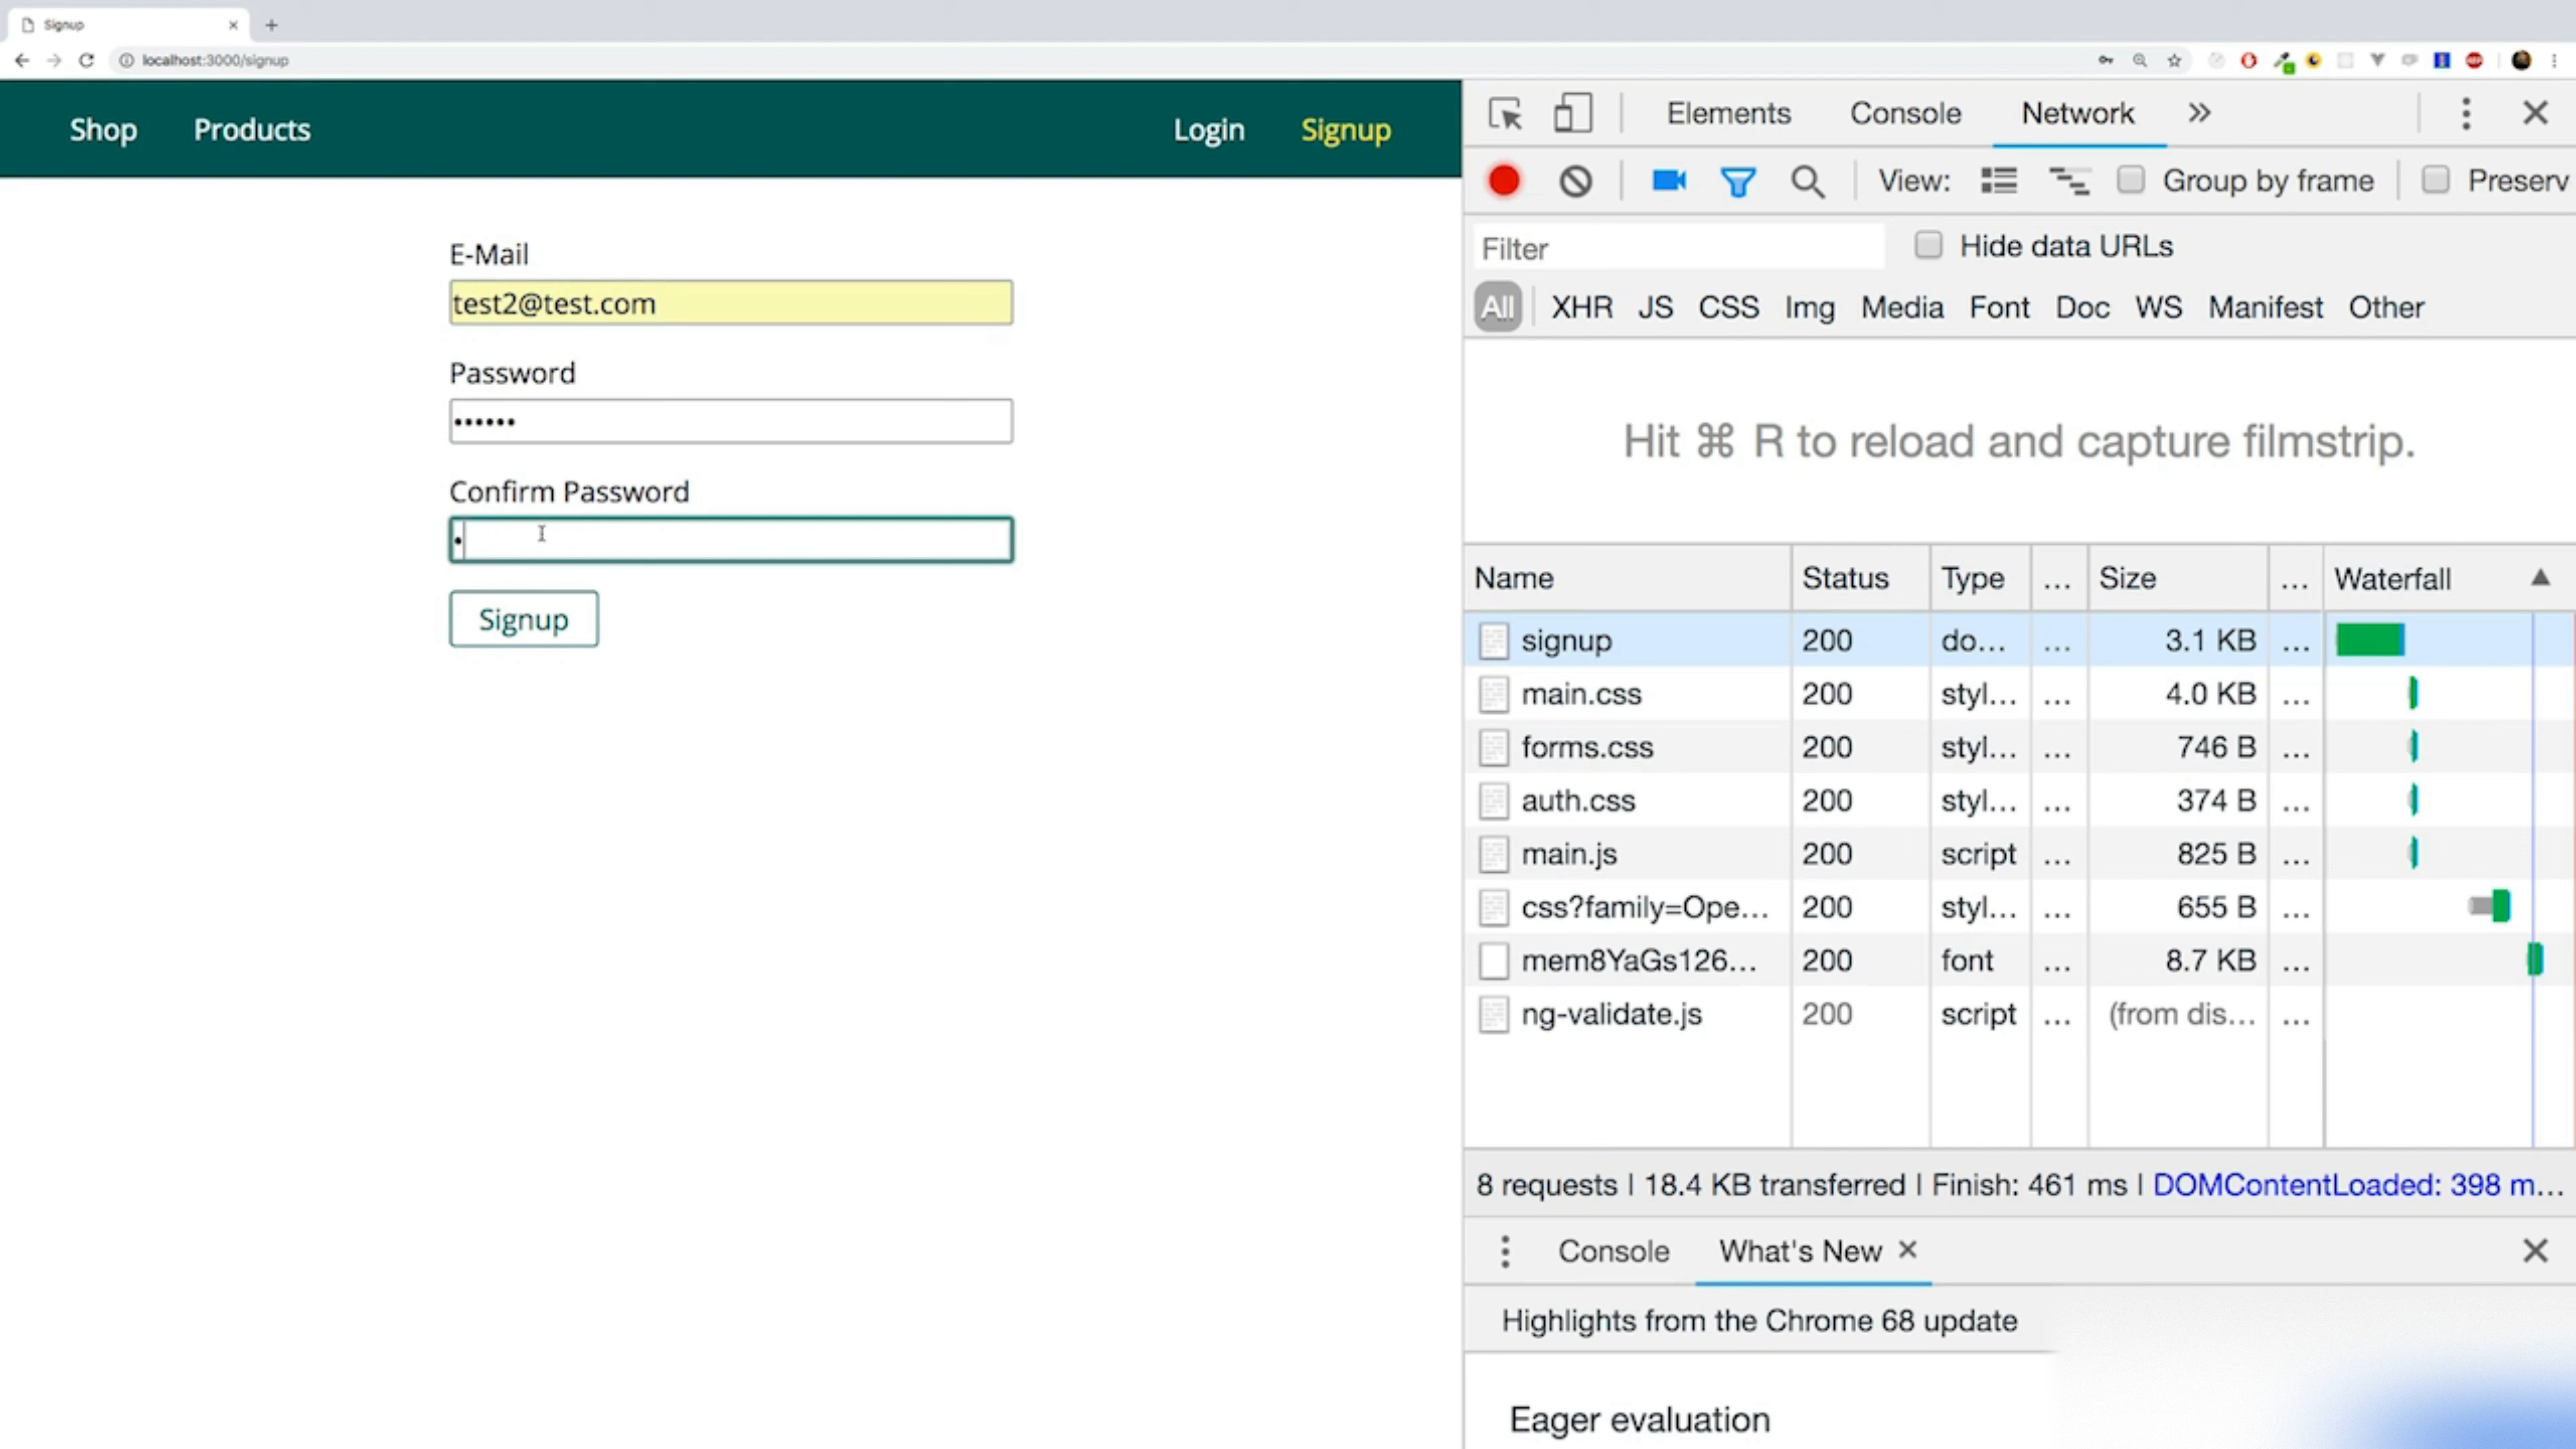 Signup
localhost:3000/signup
Shop Products Login Signup
E-Mail
test2@test.com
Password
••••••
Confirm Password
•
Signup
Elements Console Network »
View: Group by frame Preserv
Filter Hide data URLs
All XHR JS CSS Img Media Font Doc WS Manifest Other
Hit ⌘ R to reload and capture filmstrip.
Name Status Type ... Size ... Waterfall
signup 200 do... ... 3.1 KB ...
main.css 200 styl... ... 4.0 KB ...
forms.css 200 styl... ... 746 B ...
auth.css 200 styl... ... 374 B ...
main.js 200 script ... 825 B ...
css?family=Ope... 200 styl... ... 655 B ...
mem8YaGs126... 200 font ... 8.7 KB ...
ng-validate.js 200 script ... (from dis... ...
8 requests | 18.4 KB transferred | Finish: 461 ms | DOMContentLoaded: 398 m...
Console What's New ×
Highlights from the Chrome 68 update
Eager evaluation